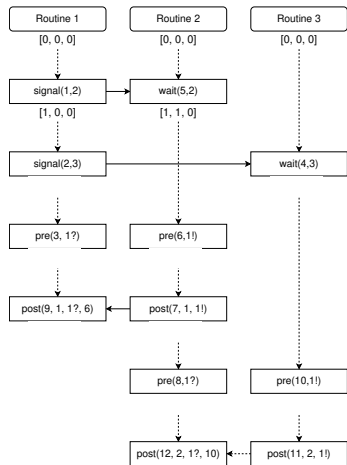 Routine 1 Routine 2 Routine 3
[0, 0, 0] [0, 0, 0] [0, 0, 0]
signal(1,2) wait(5,2)
[1, 0, 0] [1, 1, 0]
signal(2,3) wait(4,3)
pre(3, 1?) pre(6,1!)
post(9, 1, 1?, 6) post(7, 1, 1!)
pre(8,1?) pre(10,1!)
post(12, 2, 1?, 10) post(11, 2, 1!)